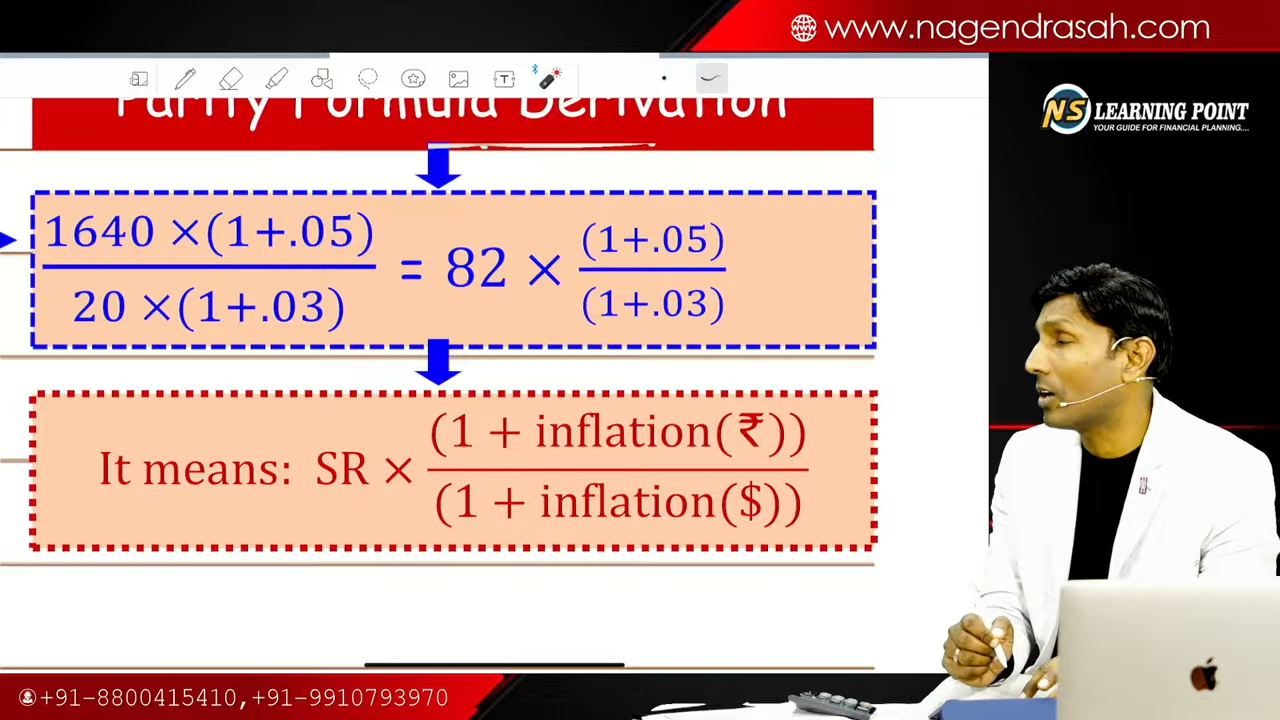 www.nagendrasah.com
Parity Formula Derivation
NS LEARNING POINT
YOUR GUIDE FOR FINANCIAL PLANNING....
1640 ×(1+.05) / 20 ×(1+.03) = 82 × (1+.05) / (1+.03)
It means: SR × (1 + inflation(₹)) / (1 + inflation($))
+91-8800415410,+91-9910793970